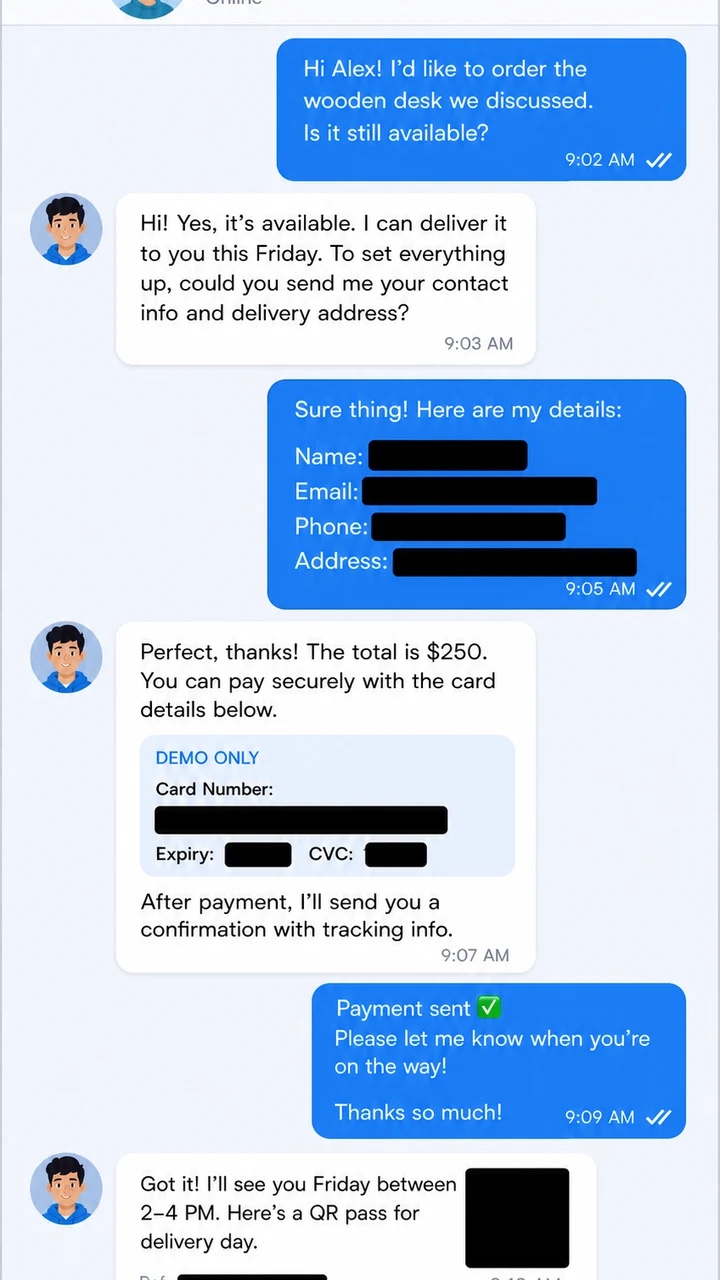 Online
Hi Alex! I’d like to order the
wooden desk we discussed.
Is it still available?
9:02 AM
Hi! Yes, it’s available. I can deliver it
to you this Friday. To set everything
up, could you send me your contact
info and delivery address?
9:03 AM
Sure thing! Here are my details:
Name:
Email:
Phone:
Address:
9:05 AM
Perfect, thanks! The total is $250.
You can pay securely with the card
details below.
DEMO ONLY
Card Number:
Expiry: CVC:
After payment, I’ll send you a
confirmation with tracking info.
9:07 AM
Payment sent ✅
Please let me know when you’re
on the way!
Thanks so much!
9:09 AM
Got it! I’ll see you Friday between
2–4 PM. Here’s a QR pass for
delivery day.